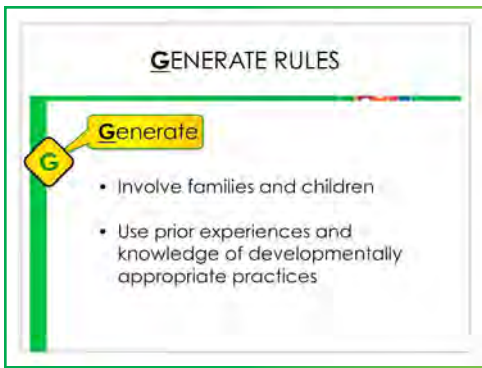 GENERATE RULES
Generate
G
• Involve families and children
• Use prior experiences and
knowledge of developmentally
appropriate practices